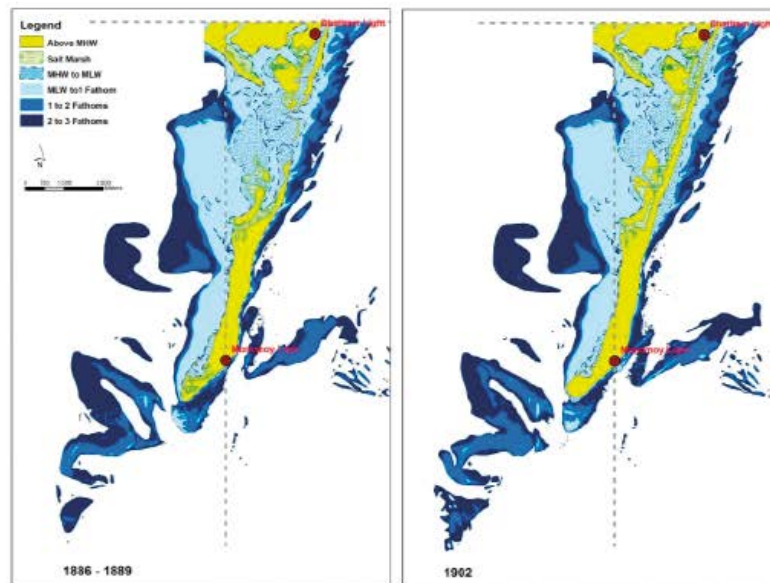 Legend
Above MHW
Salt Marsh
MHW to MLW
MLW to 1 Fathom
1 to 2 Fathoms
2 to 3 Fathoms
N
Chatham Light
Monomoy Light
1886 - 1889
Chatham Light
Monomoy Light
1902